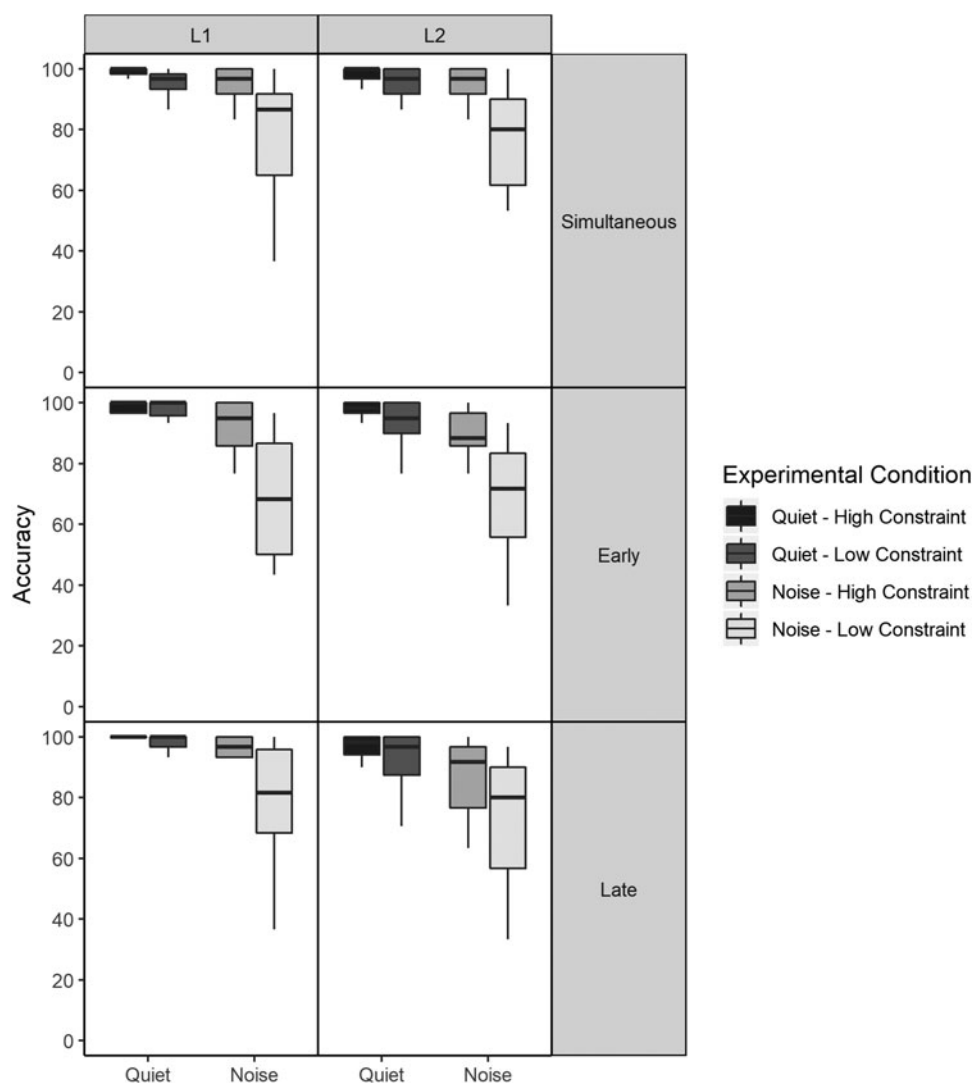 L1 L2
100
80
60
40
20
0
Simultaneous
100
80
60
40
20
0
Early
100
80
60
40
20
0
Late
Quiet Noise Quiet Noise
Accuracy
Experimental Condition
Quiet - High Constraint
Quiet - Low Constraint
Noise - High Constraint
Noise - Low Constraint